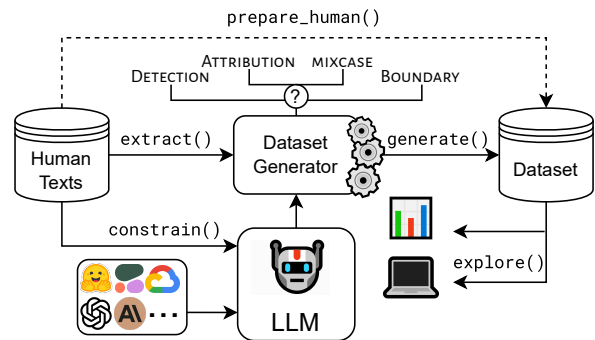 prepare_human()
ATTRIBUTION MIXCASE
DETECTION BOUNDARY
?
Human
Texts
extract()
Dataset
Generator
generate()
Dataset
constrain()
explore()
AI
...
LLM